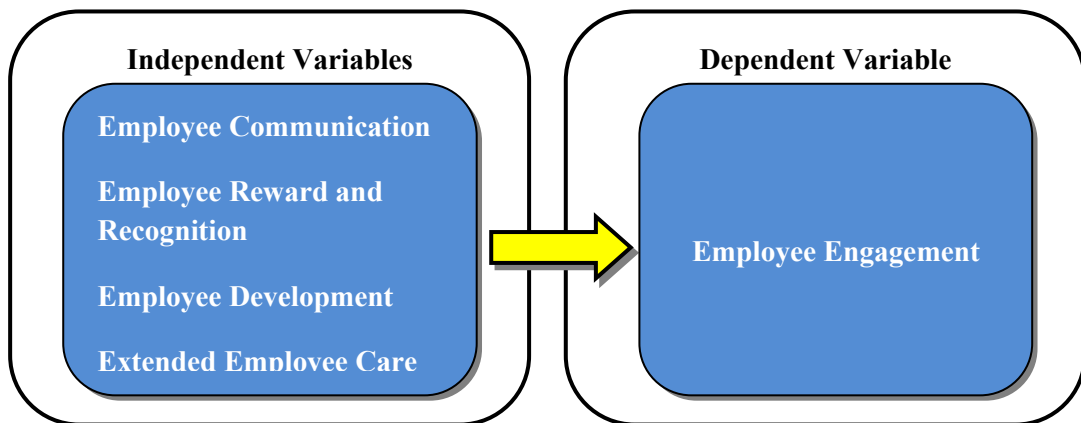 Independent Variables
Employee Communication
Employee Reward and
Recognition
Employee Development
Extended Employee Care
Dependent Variable
Employee Engagement